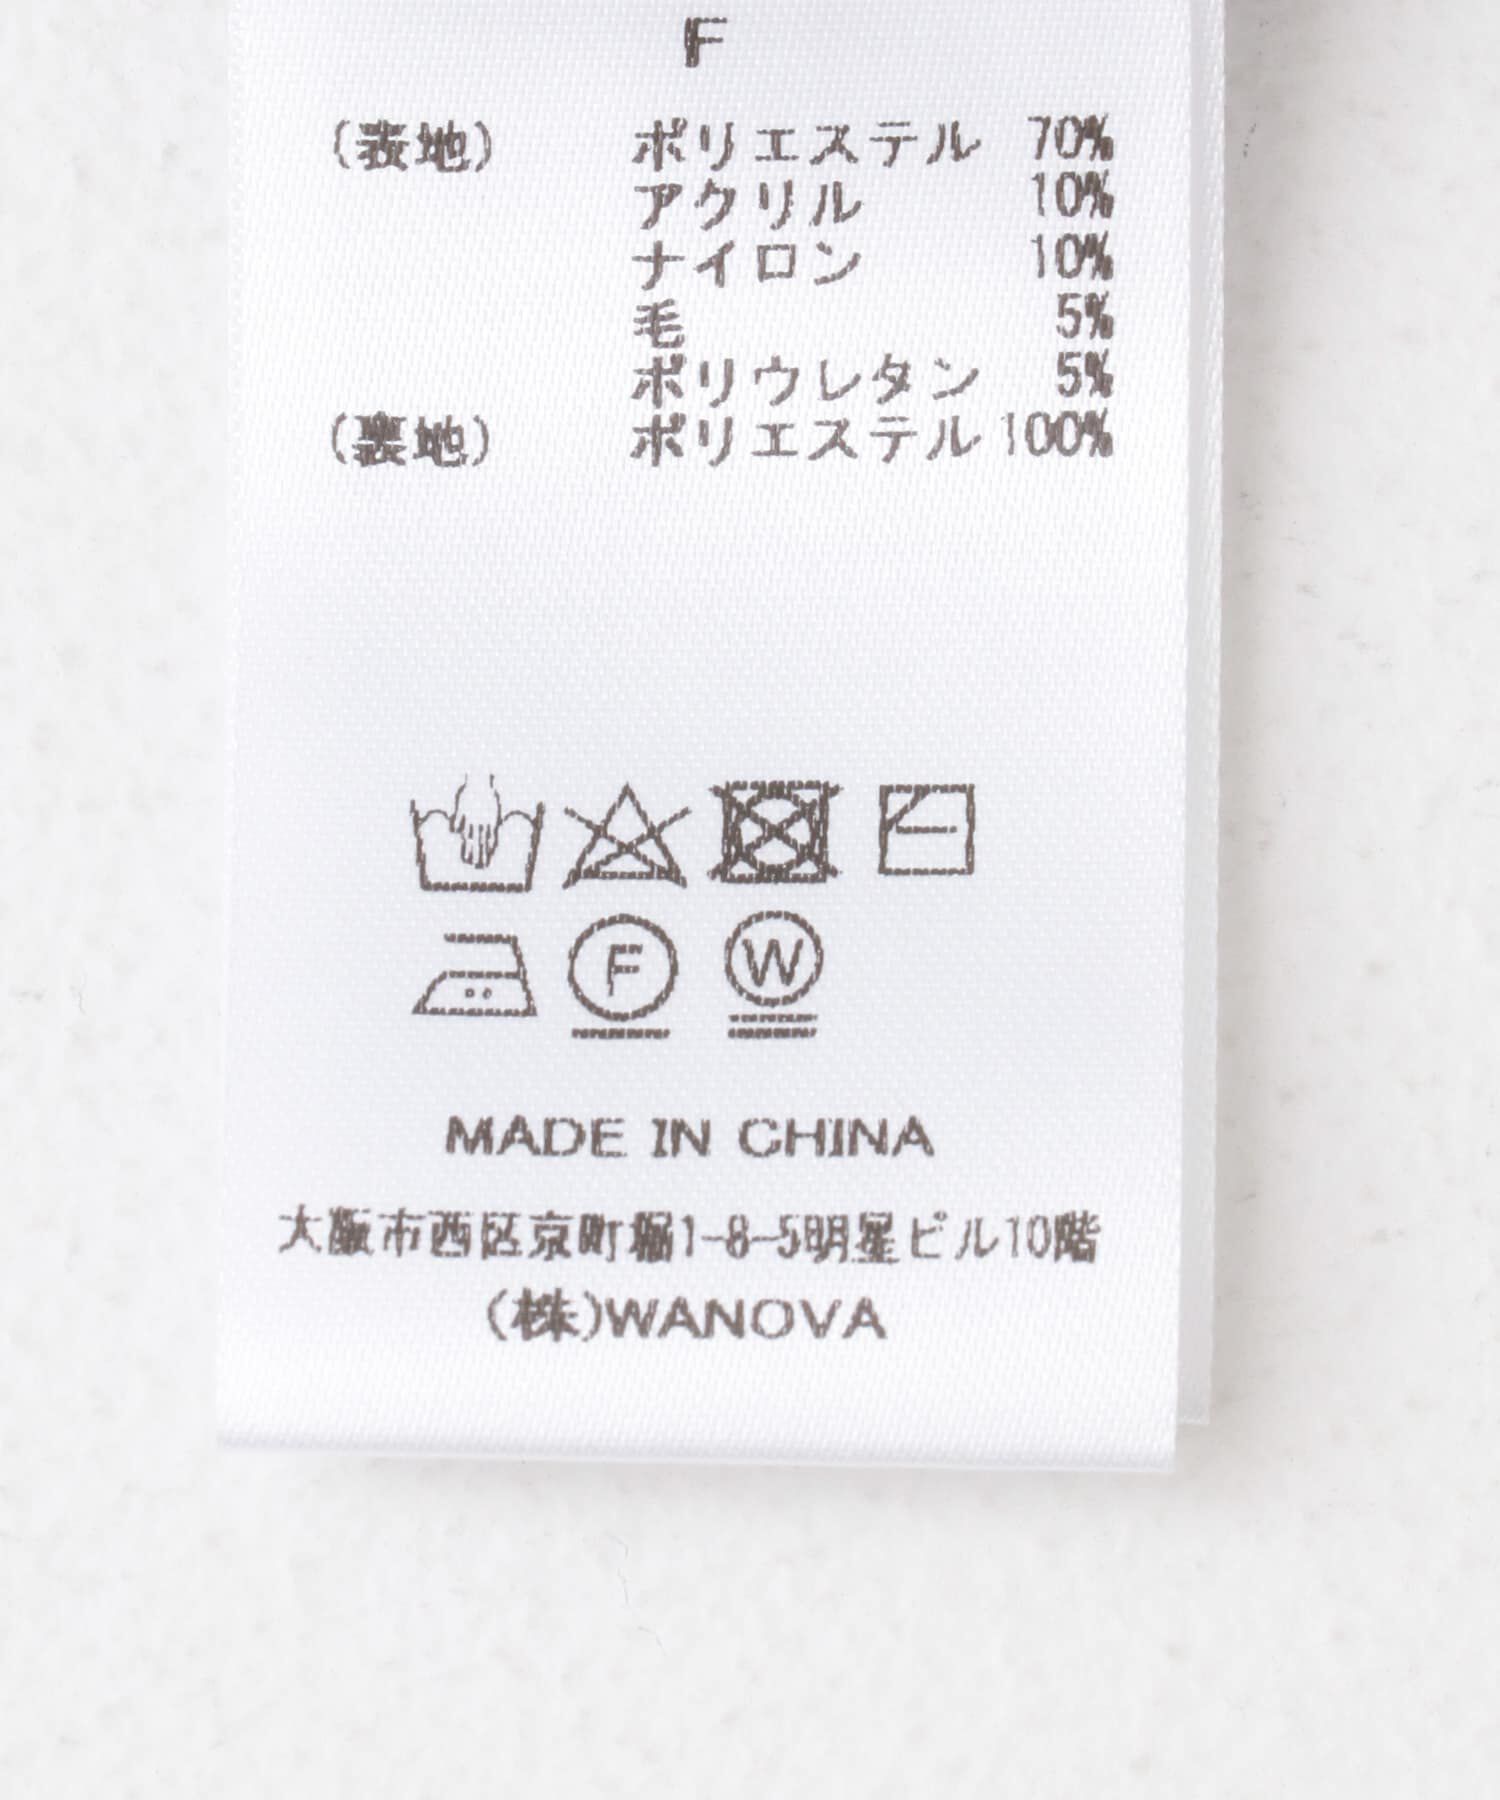 F
(表地) ポリエステル 70%
アクリル 10%
ナイロン 10%
毛 5%
ポリウレタン 5%
(裏地) ポリエステル 100%
F W
MADE IN CHINA
大阪市西区京町堀1-8-5明星ビル10階
(株)WANOVA